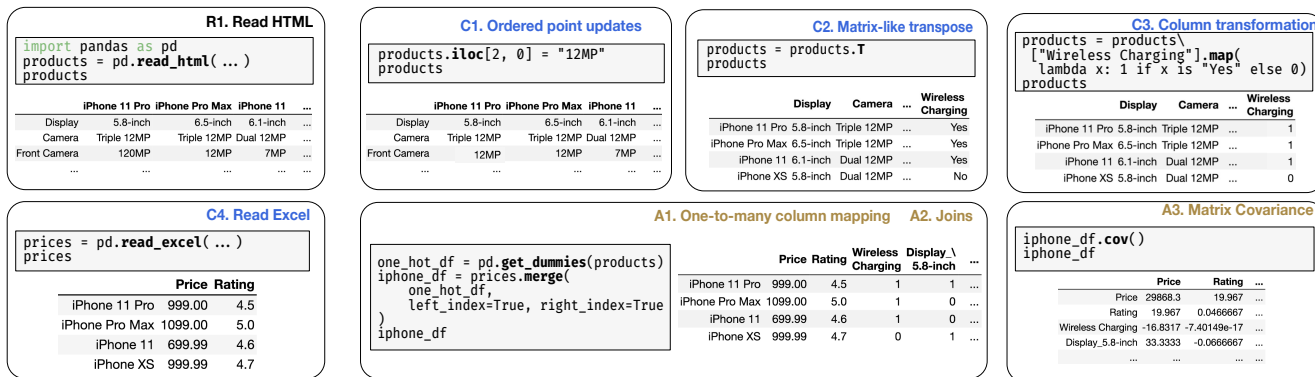 R1. Read HTML
import pandas as pd
products = pd.read_html( ... )
products
iPhone 11 Pro iPhone Pro Max iPhone 11 ...
Display 5.8-inch 6.5-inch 6.1-inch ...
Camera Triple 12MP Triple 12MP Dual 12MP ...
Front Camera 120MP 12MP 7MP ...
... ... ... ... ...
C1. Ordered point updates
products.iloc[2, 0] = "12MP"
products
iPhone 11 Pro iPhone Pro Max iPhone 11 ...
Display 5.8-inch 6.5-inch 6.1-inch ...
Camera Triple 12MP Triple 12MP Dual 12MP ...
Front Camera 12MP 12MP 7MP ...
... ... ... ... ...
C2. Matrix-like transpose
products = products.T
products
Display Camera ... Wireless
Charging
iPhone 11 Pro 5.8-inch Triple 12MP ... Yes
iPhone Pro Max 6.5-inch Triple 12MP ... Yes
iPhone 11 6.1-inch Dual 12MP ... Yes
iPhone XS 5.8-inch Dual 12MP ... No
C3. Column transformation
products = products\
["Wireless Charging"].map(
lambda x: 1 if x is "Yes" else 0)
products
Display Camera ... Wireless
Charging
iPhone 11 Pro 5.8-inch Triple 12MP ... 1
iPhone Pro Max 6.5-inch Triple 12MP ... 1
iPhone 11 6.1-inch Dual 12MP ... 1
iPhone XS 5.8-inch Dual 12MP ... 0
C4. Read Excel
prices = pd.read_excel( ... )
prices
Price Rating
iPhone 11 Pro 999.00 4.5
iPhone Pro Max 1099.00 5.0
iPhone 11 699.99 4.6
iPhone XS 999.99 4.7
A1. One-to-many column mapping A2. Joins
one_hot_df = pd.get_dummies(products)
iphone_df = prices.merge(
one_hot_df,
left_index=True, right_index=True
)
iphone_df
Price Rating Wireless Charging Display_\ 5.8-inch ...
iPhone 11 Pro 999.00 4.5 1 1 ...
iPhone Pro Max 1099.00 5.0 1 0 ...
iPhone 11 699.99 4.6 1 0 ...
iPhone XS 999.99 4.7 0 1 ...
A3. Matrix Covariance
iphone_df.cov()
iphone_df
Price Rating ...
Price 29868.3 19.967 ...
Rating 19.967 0.0466667 ...
Wireless Charging -16.8317 -7.40149e-17 ...
Display_5.8-inch 33.3333 -0.0666667 ...
... ... ... ...